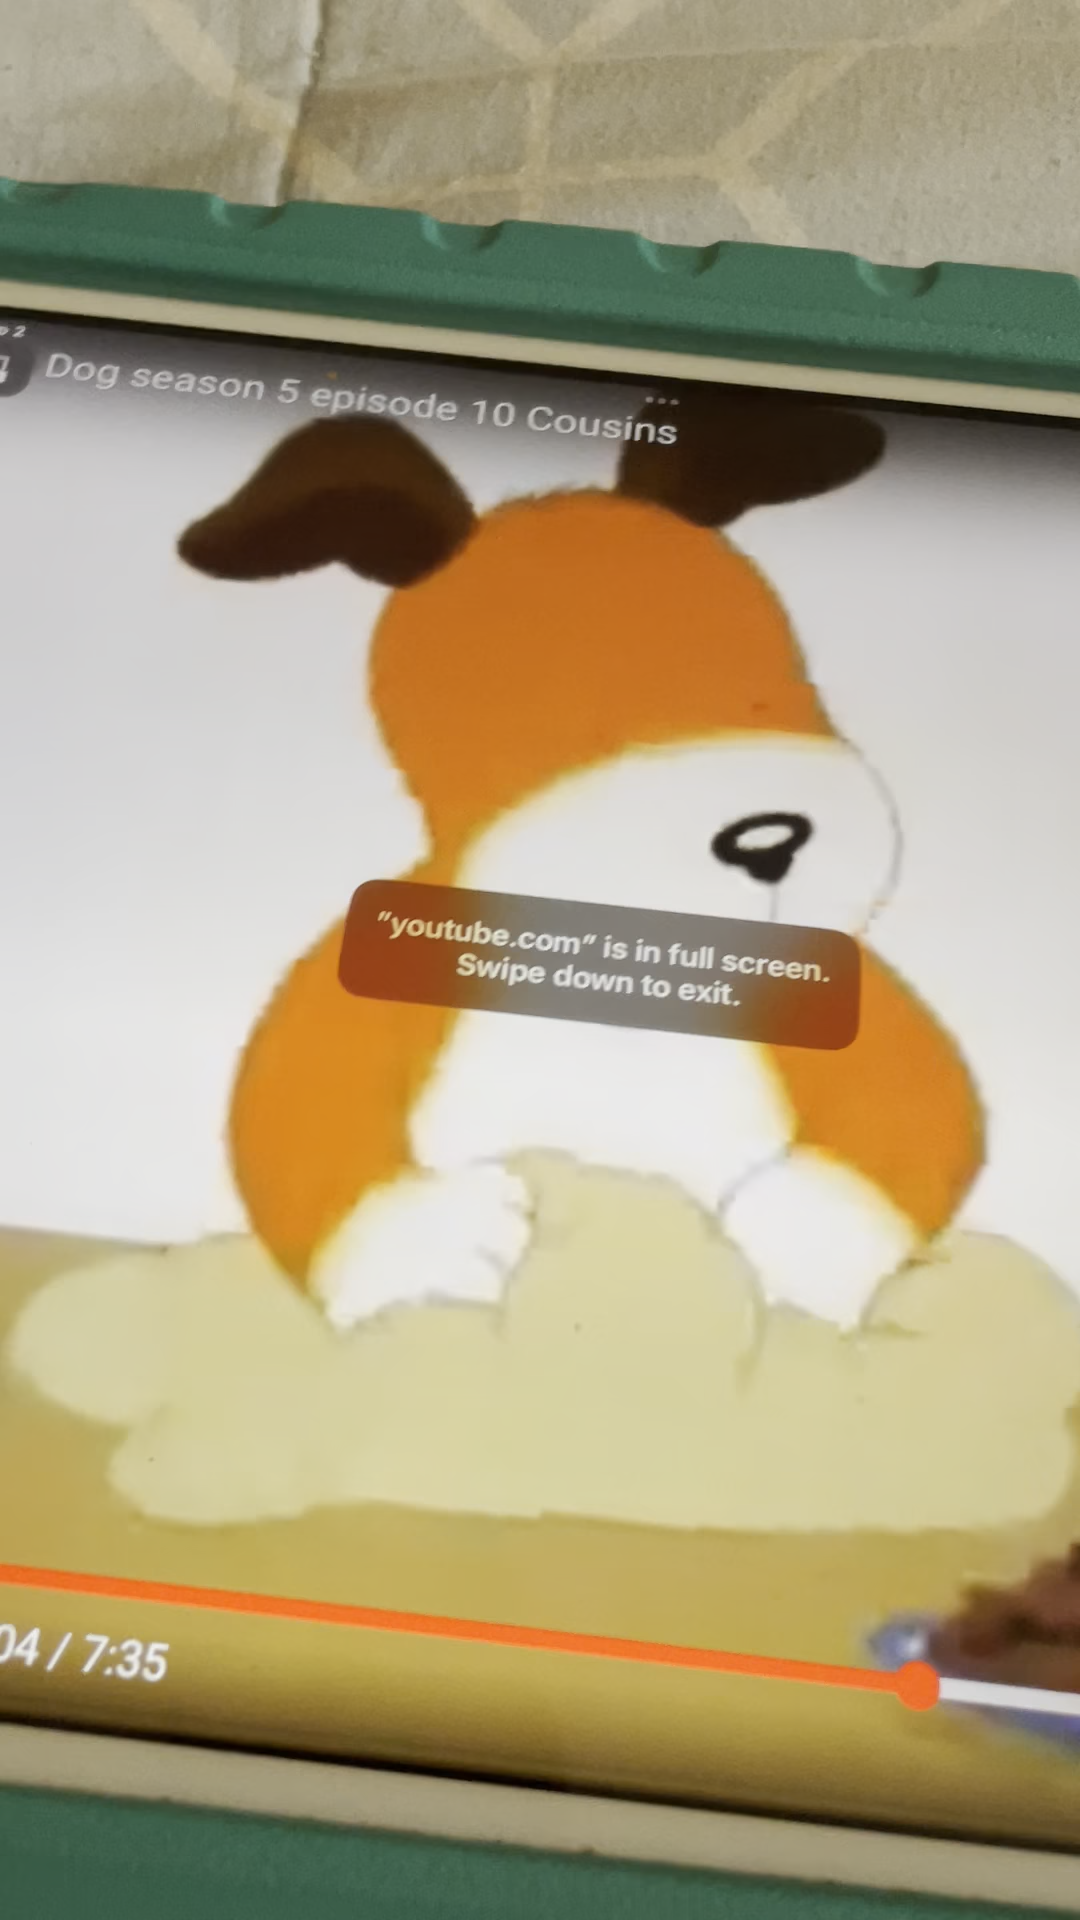 2
Dog season 5 episode 10 Cousins
"youtube.com" is in full screen.
Swipe down to exit.
04 / 7:35